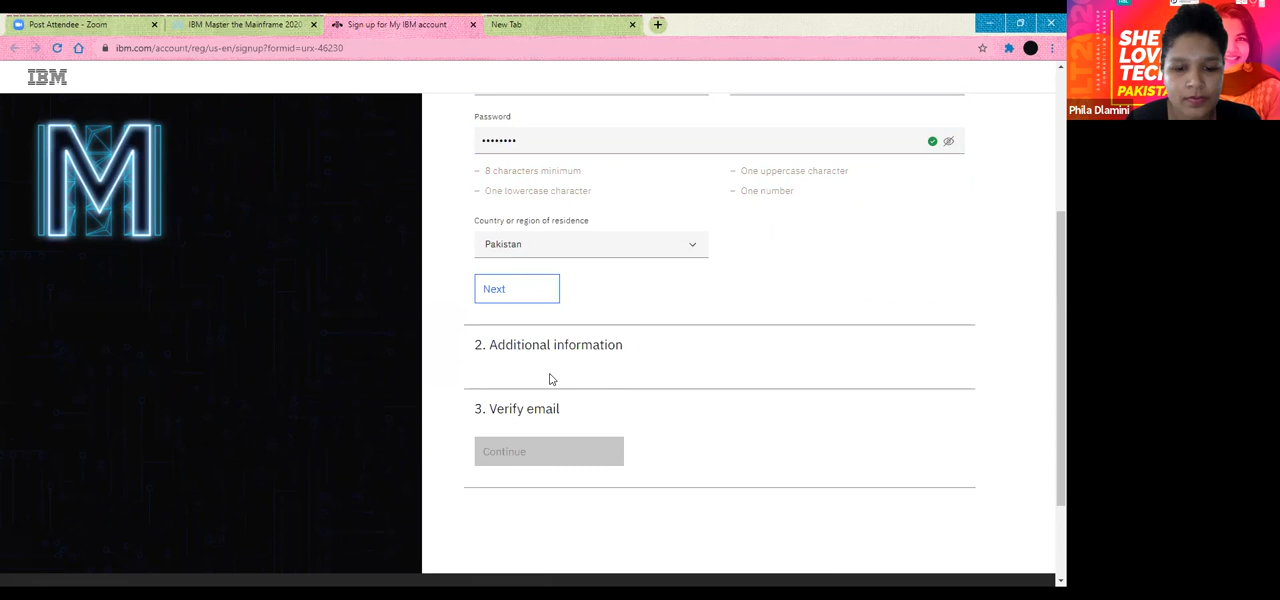 Post Attendee - Zoom
IBM Master the Mainframe 2020
Sign up for My IBM account
New Tab
ibm.com/account/reg/us-en/signup?formid=urx-46230
IBM
M
Password
••••••••
– 8 characters minimum
– One uppercase character
– One lowercase character
– One number
Country or region of residence
Pakistan
Next
2. Additional information
3. Verify email
Continue
SHE
LOV
TEC
PAKISTA
Phila Dlamini